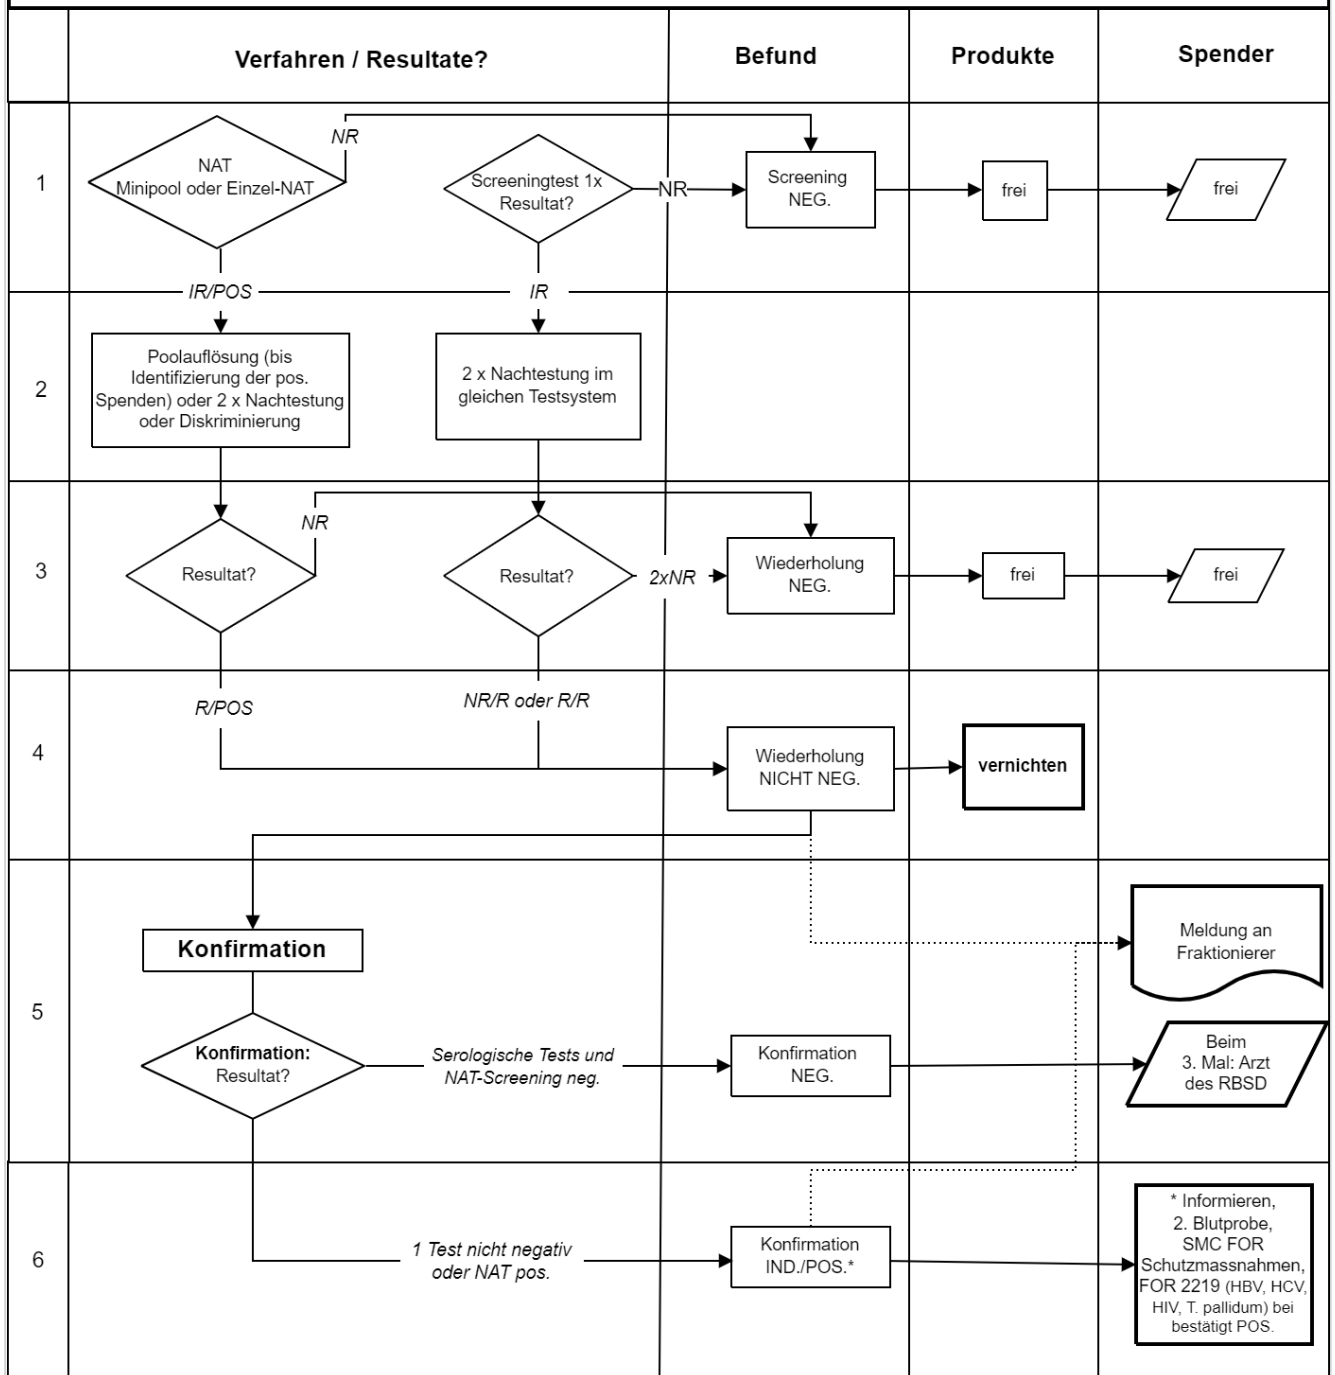 Verfahren / Resultate?
Befund
Produkte
Spender
1
NAT
Minipool oder Einzel-NAT
NR
Screeningtest 1x
Resultat?
NR
Screening
NEG.
frei
frei
IR/POS
IR
2
Poolauflösung (bis
Identifizierung der pos.
Spenden) oder 2 x Nachtestung
oder Diskriminierung
2 x Nachtestung im
gleichen Testsystem
3
Resultat?
NR
Resultat?
2xNR
Wiederholung
NEG.
frei
frei
4
R/POS
NR/R oder R/R
Wiederholung
NICHT NEG.
vernichten
5
Konfirmation
Meldung an
Fraktionierer
Konfirmation:
Resultat?
Serologische Tests und
NAT-Screening neg.
Konfirmation
NEG.
Beim
3. Mal: Arzt
des RBSD
6
1 Test nicht negativ
oder NAT pos.
Konfirmation
IND./POS.*
* Informieren,
2. Blutprobe,
SMC FOR
Schutzmassnahmen,
FOR 2219 (HBV, HCV,
HIV, T. pallidum) bei
bestätigt POS.